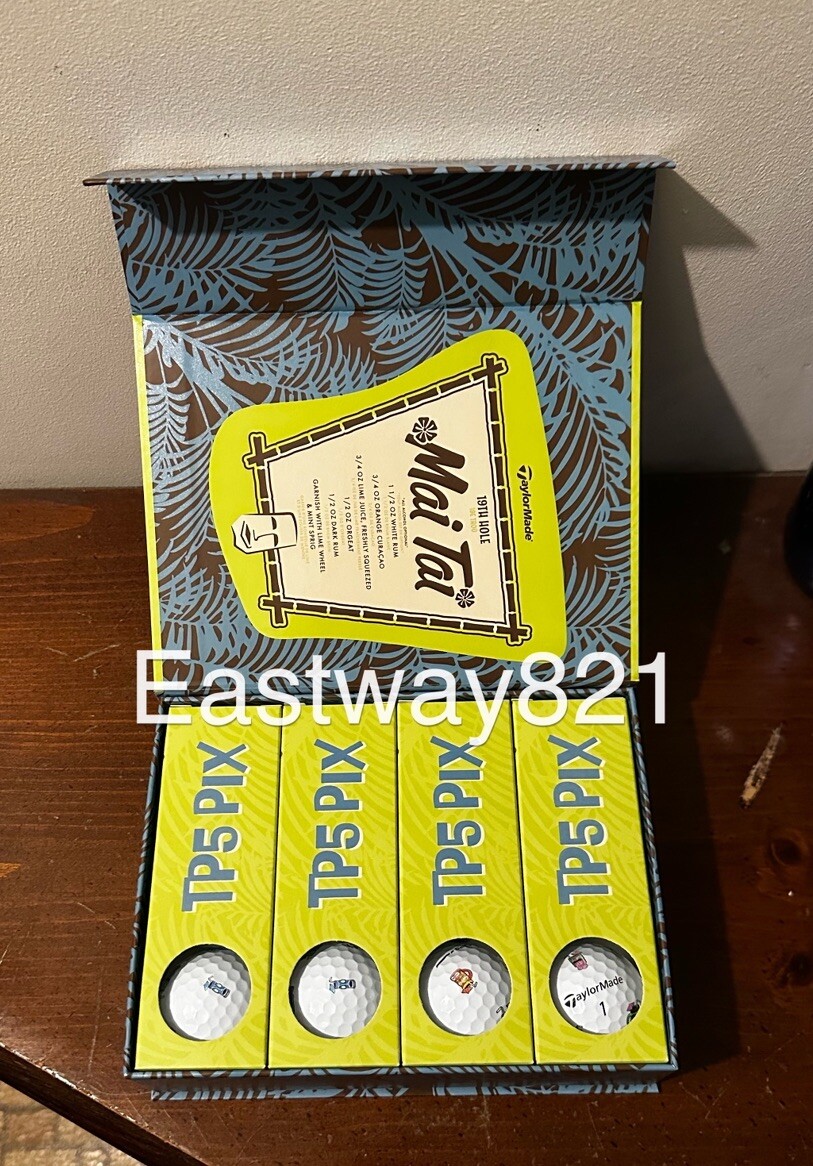 TaylorMade
19TH HOLE
Mai Tai
1 1/2 OZ WHITE RUM
3/4 OZ ORANGE CURAÇAO
3/4 OZ LIME JUICE, FRESHLY SQUEEZED
1/2 OZ ORGEAT
1/2 OZ DARK RUM
GARNISH WITH LIME WHEEL
& MINT SPRIG
Eastway821
TP5 PIX
TP5 PIX
TP5 PIX
TP5 PIX
TaylorMade
1